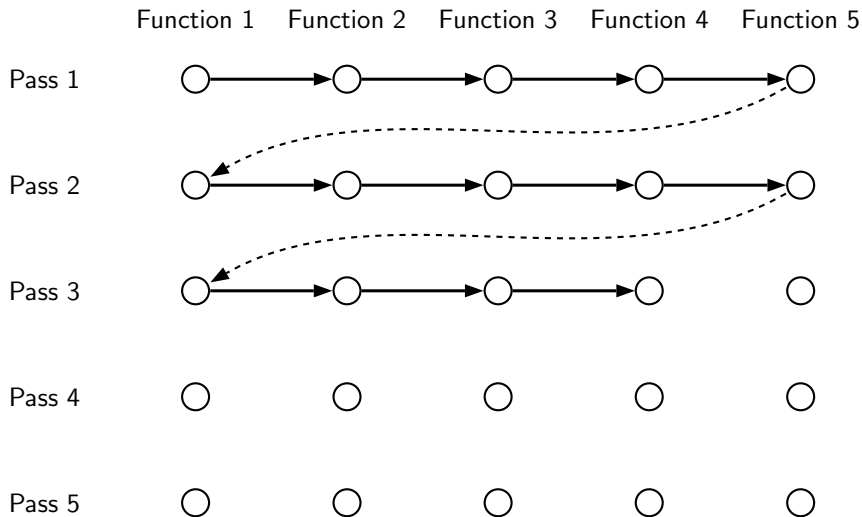 Function 1 Function 2 Function 3 Function 4 Function 5
Pass 1
Pass 2
Pass 3
Pass 4
Pass 5